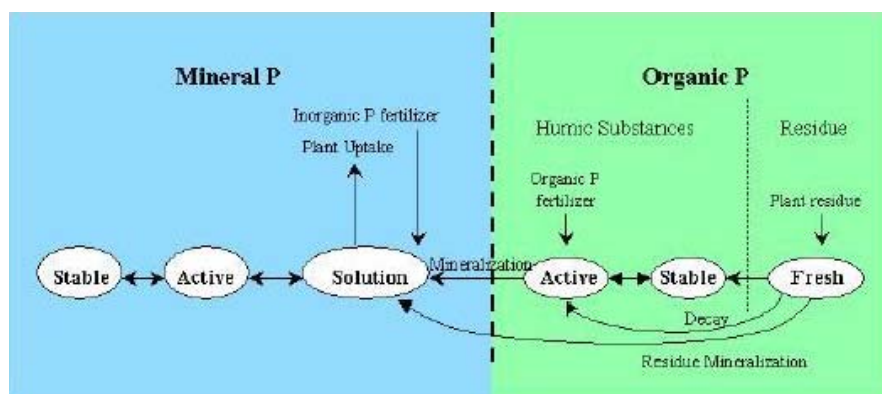 Mineral P
Organic P
Inorganic P fertilizer
Plant Uptake
Humic Substances
Residue
Organic P
fertilizer
Plant residue
Stable
Active
Solution
Mineralization
Active
Stable
Fresh
Decay
Residue Mineralization